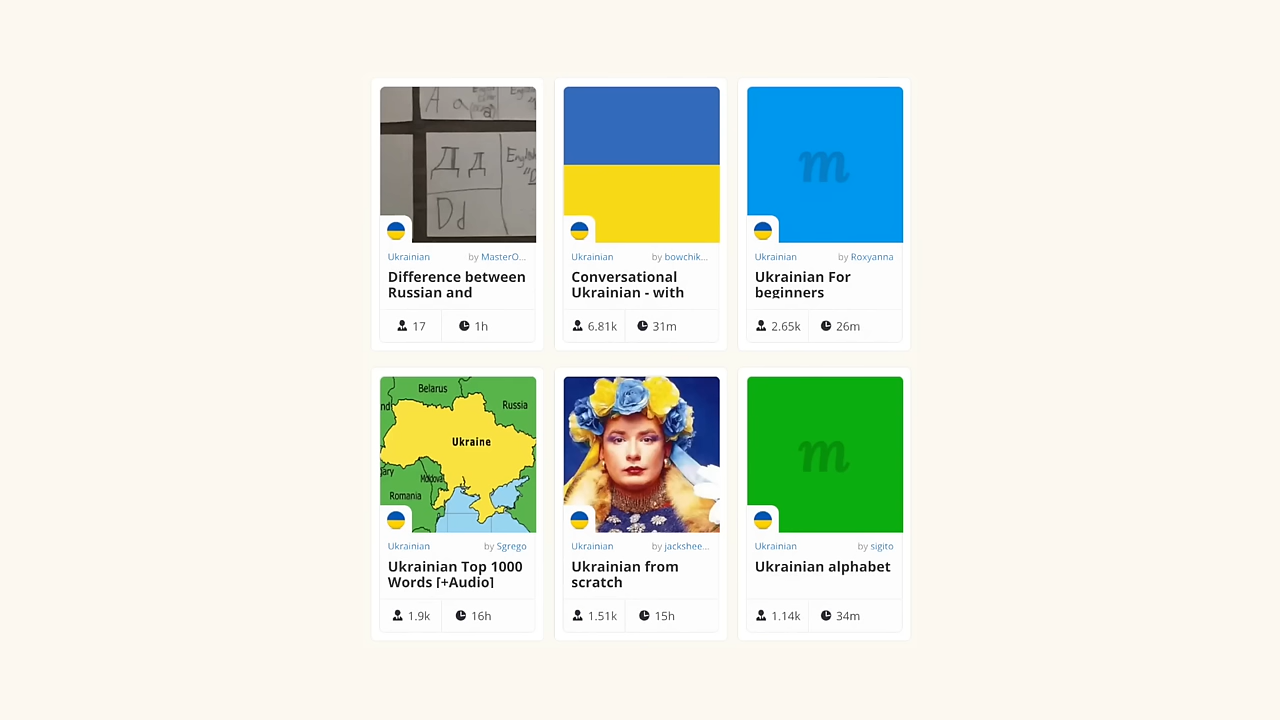 A a
Д д
English
Dd
m
Ukrainian by MasterO...
Difference between
Russian and
17 1h
Ukrainian by bowchik...
Conversational
Ukrainian - with
6.81k 31m
Ukrainian by Roxyanna
Ukrainian For
beginners
2.65k 26m
Belarus
Russia
Ukraine
Moldova
Romania
m
Ukrainian by Sgrego
Ukrainian Top 1000
Words [+Audio]
1.9k 16h
Ukrainian by jackshee...
Ukrainian from
scratch
1.51k 15h
Ukrainian by sigito
Ukrainian alphabet
1.14k 34m